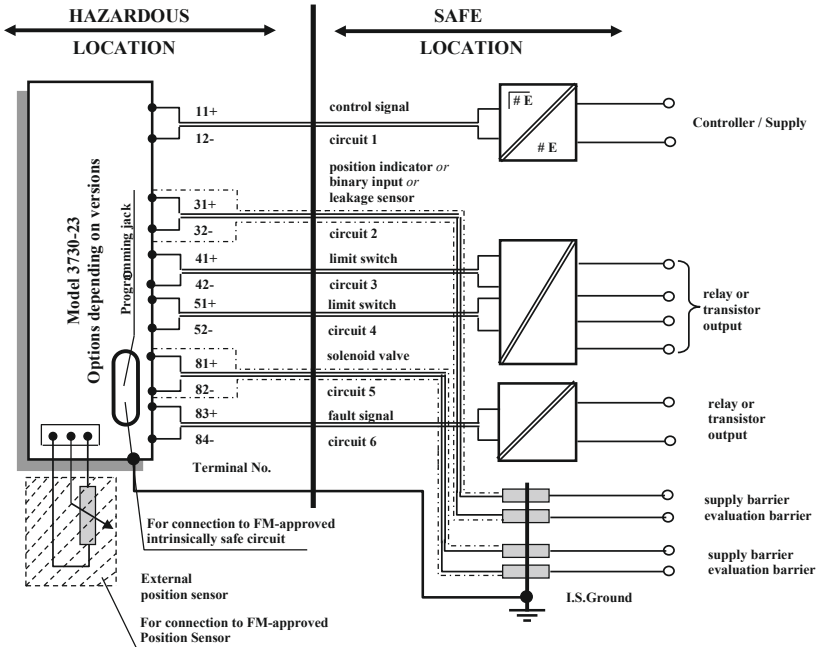 HAZARDOUS
LOCATION
SAFE
LOCATION
Model 3730-23
Options depending on versions
Programming jack
11+
12-
31+
32-
41+
42-
51+
52-
81+
82-
83+
84-
Terminal No.
control signal
circuit 1
position indicator or
binary input or
leakage sensor
circuit 2
limit switch
circuit 3
limit switch
circuit 4
solenoid valve
circuit 5
fault signal
circuit 6
# E
# E
Controller / Supply
relay or
transistor
output
relay or
transistor
output
supply barrier
evaluation barrier
supply barrier
evaluation barrier
I.S.Ground
For connection to FM-approved
intrinsically safe circuit
External
position sensor
For connection to FM-approved
Position Sensor